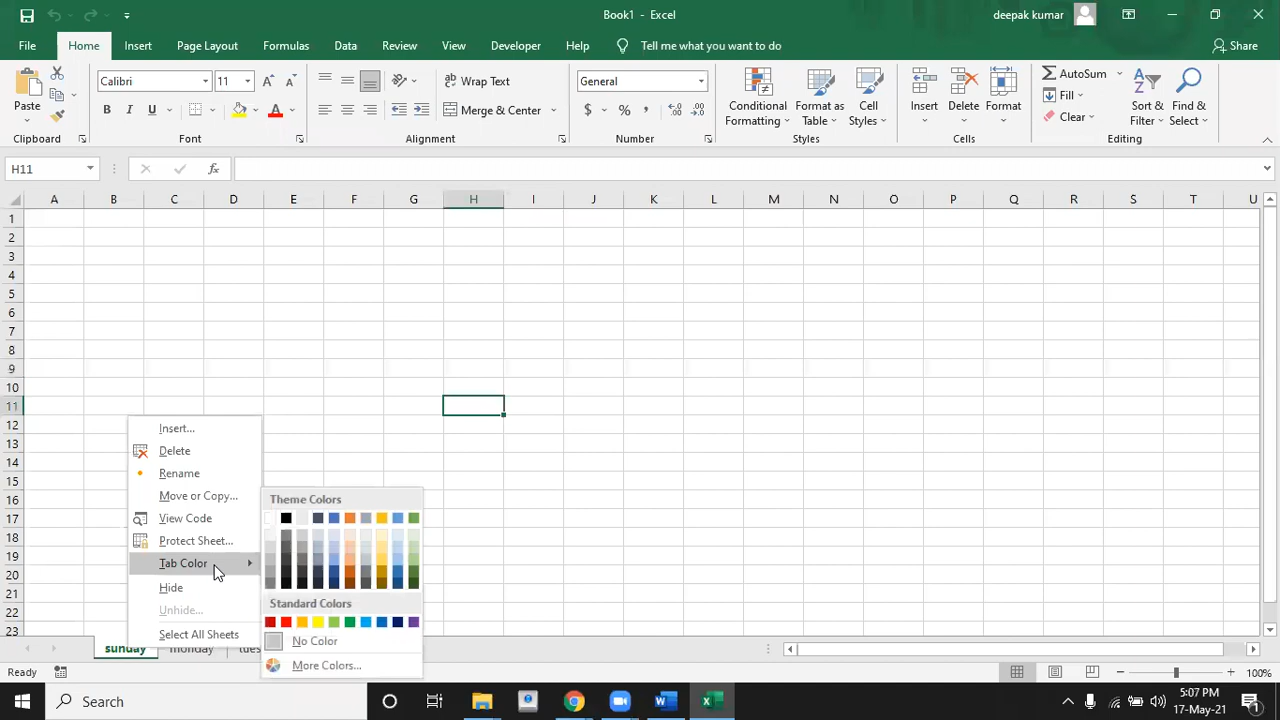 Book1 - Excel
deepak kumar
File Home Insert Page Layout Formulas Data Review View Developer Help Tell me what you want to do Share
Paste
Calibri 11
B I U A
Wrap Text
Merge & Center
General
$ % ,
Conditional Formatting
Format as Table
Cell Styles
Insert Delete Format
AutoSum
Fill
Clear
Sort & Filter
Find & Select
Clipboard Font Alignment Number Styles Cells Editing
H11 fx
A B C D E F G H I J K L M N O P Q R S T U
1
2
3
4
5
6
7
8
9
10
11
12
13
14
15
16
17
18
19
20
21
22
23
Insert...
Delete
Rename
Move or Copy...
View Code
Protect Sheet...
Tab Color
Hide
Unhide...
Select All Sheets
Theme Colors
Standard Colors
No Color
More Colors...
sunday monday tues
Ready 100%
Search
5:07 PM
17-May-21